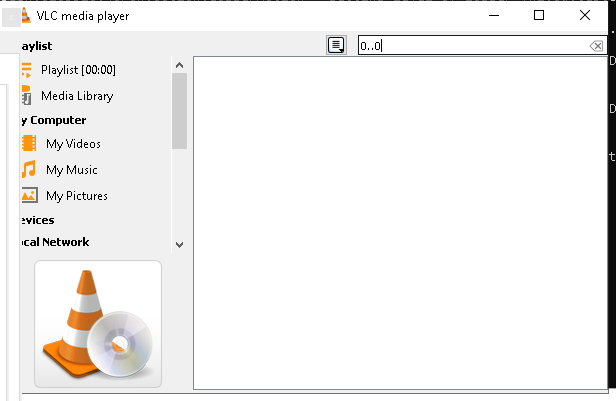 VLC media player
aylist
0..0
Playlist [00:00]
Media Library
y Computer
My Videos
My Music
My Pictures
evices
ocal Network
D
D
t